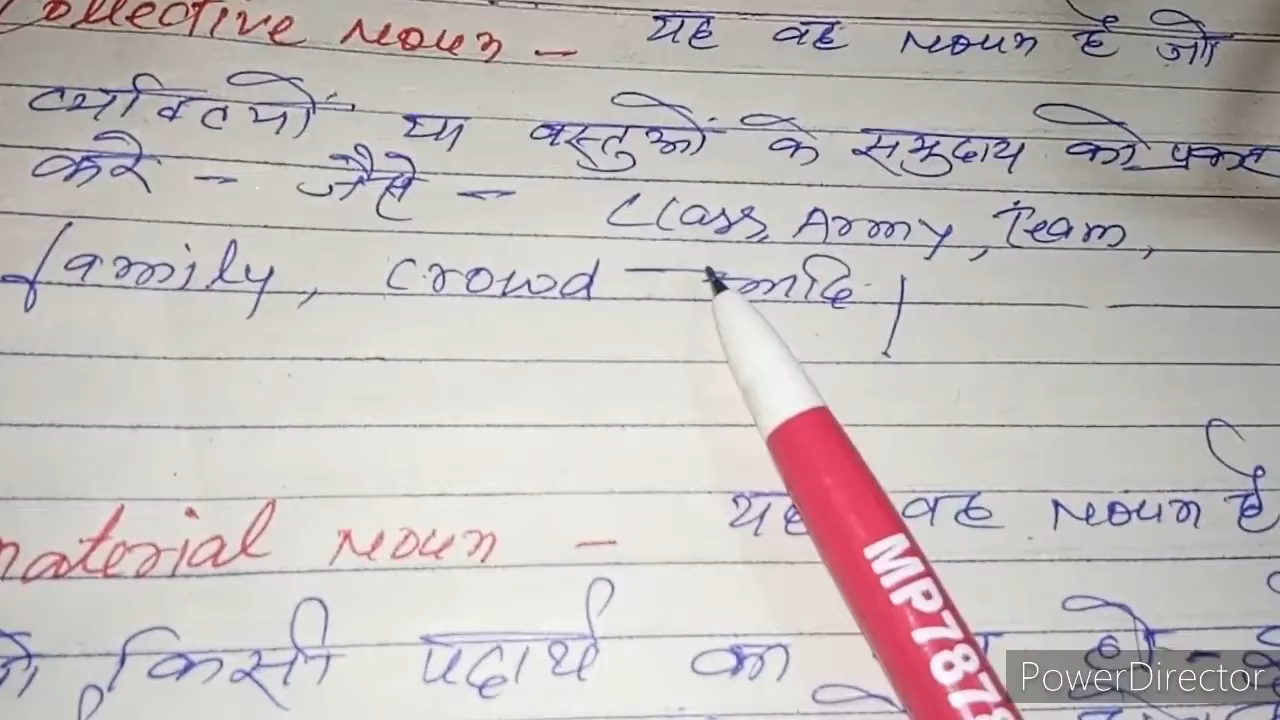 Collective Noun – यह वह Noun है जो
व्यक्तियों या वस्तुओं के समुदाय को प्रकट
करे – जैसे – Class, Army, Team,
family, crowd — आदि।
material Noun – यह वह Noun है
जो किसी पदार्थ का हो –
MP7878
PowerDirector